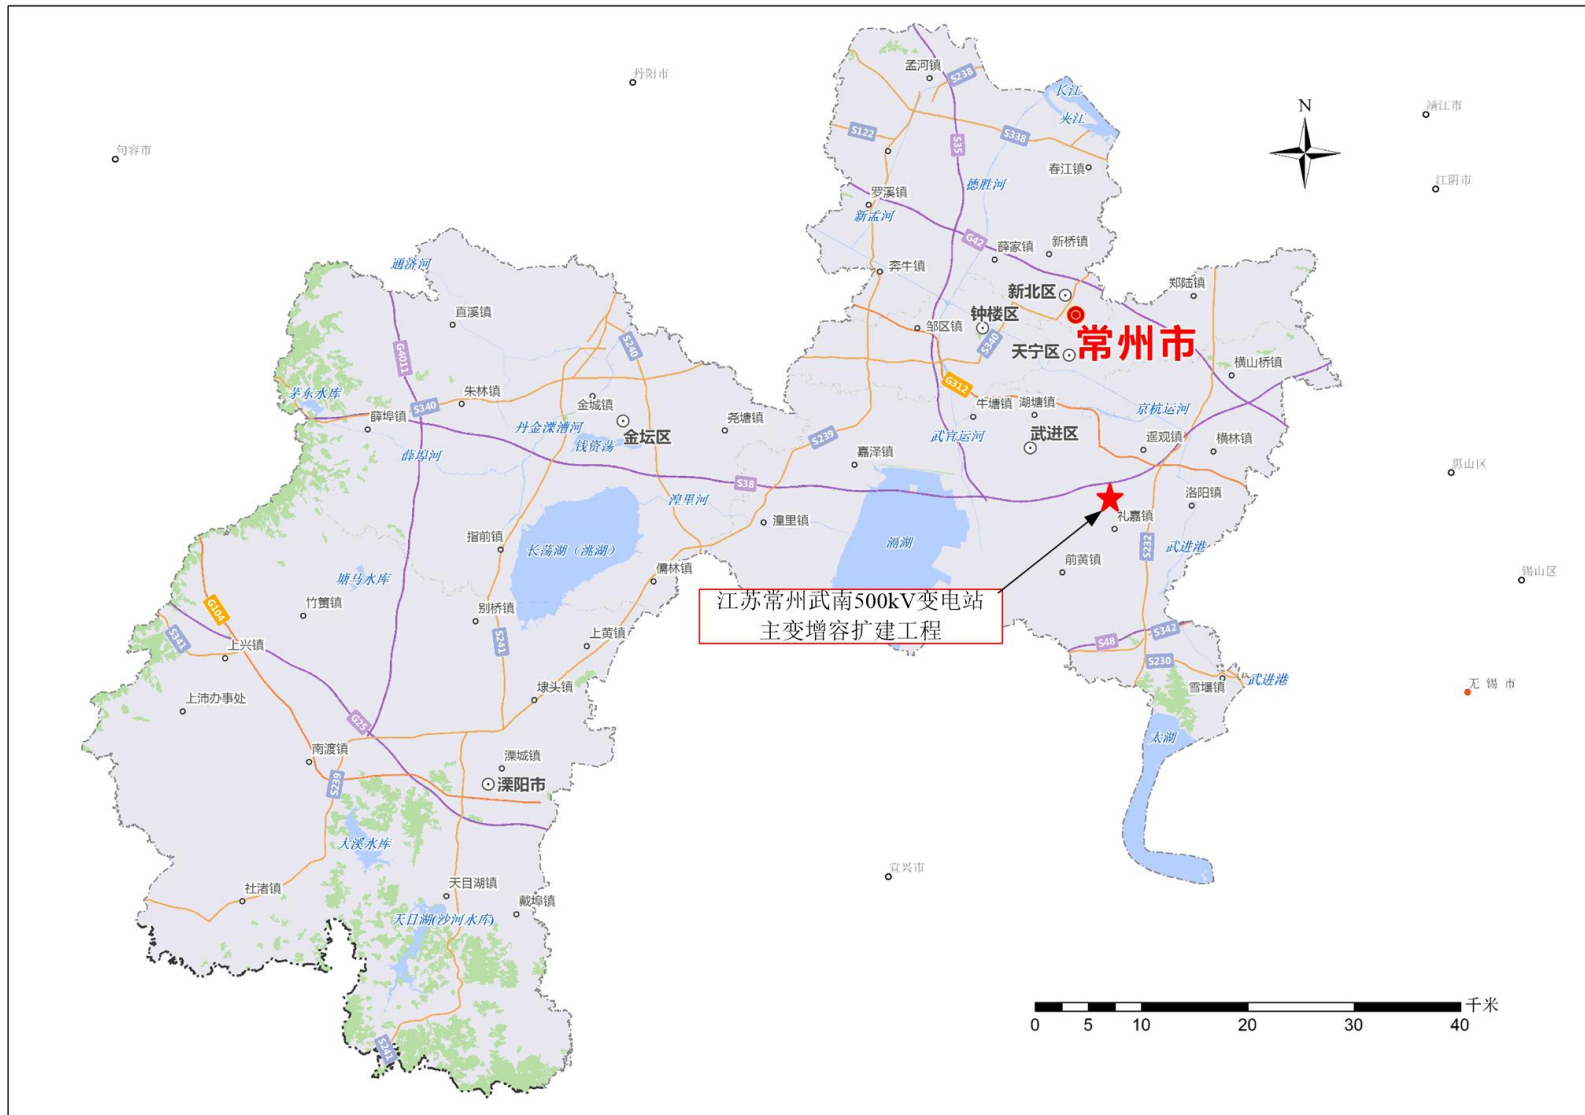 孟河镇
S238
丹阳市
长江
夹江
N
靖江市
S122
S35
S338
句容市
春江镇
江阴市
德胜河
罗溪镇
新孟河
G42
薛家镇
新桥镇
通济河
奔牛镇
郑陆镇
新北区
直溪镇
钟楼区
邹区镇
S240
S340
常州市
天宁区
G4011
横山桥镇
G312
茅东水库
朱林镇
金城镇
S340
薛埠镇
牛塘镇
湖塘镇
京杭运河
尧塘镇
丹金溧漕河
金坛区
S239
武宜运河
武进区
遥观镇
横林镇
钱资荡
薛埠河
嘉泽镇
惠山区
S38
湟里河
洛阳镇
湟里镇
礼嘉镇
指前镇
长荡湖（洮湖）
滆湖
S232
武进港
前黄镇
塘马水库
儒林镇
锡山区
竹箦镇
别桥镇
江苏常州武南500kV变电站
主变增容扩建工程
G104
S341
上兴镇
S241
上黄镇
S48
S342
S230
埭头镇
雪堰镇
武进港
无锡市
上沛办事处
G25
太湖
南渡镇
溧城镇
S239
溧阳市
大溪水库
宜兴市
社渚镇
天目湖镇
戴埠镇
天目湖(沙河水库)
千米
0 5 10 20 30 40
S241